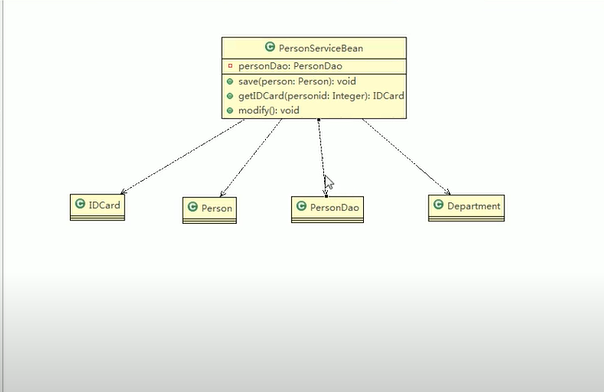 PersonServiceBean
personDao: PersonDao
save(person: Person): void
getIDCard(personid: Integer): IDCard
modify(): void
IDCard
Person
PersonDao
Department